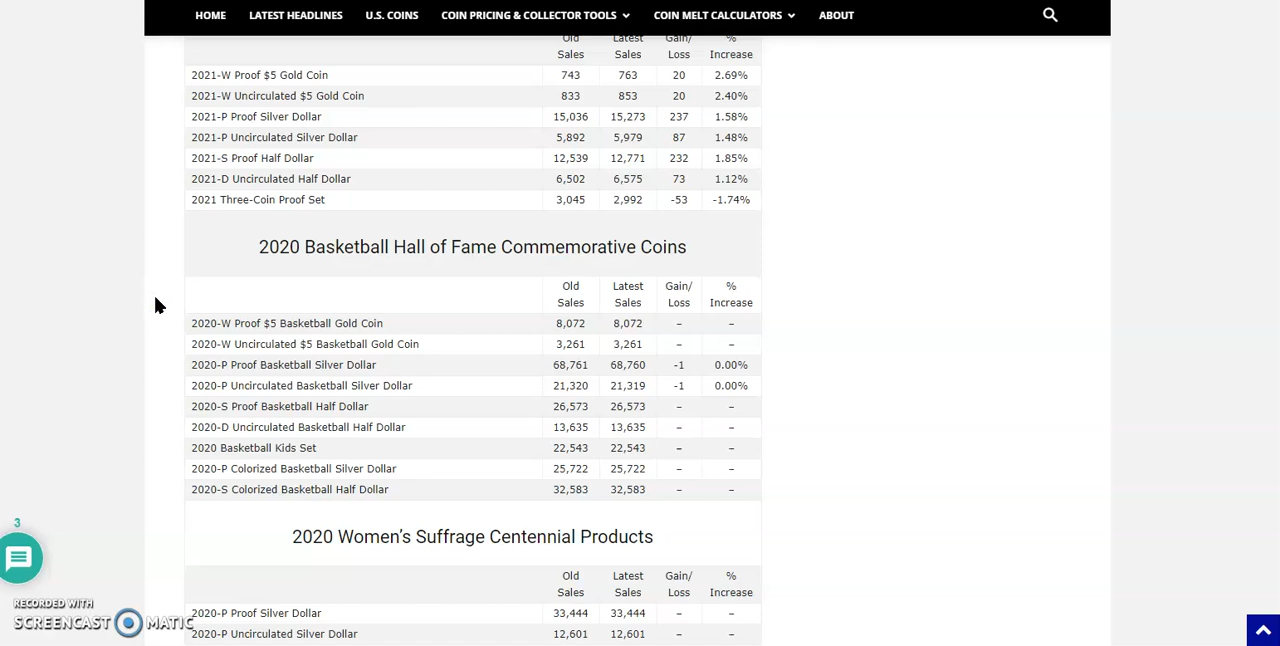 HOME LATEST HEADLINES U.S. COINS COIN PRICING & COLLECTOR TOOLS COIN MELT CALCULATORS ABOUT
Old Latest Gain/ %
Sales Sales Loss Increase
2021-W Proof $5 Gold Coin 743 763 20 2.69%
2021-W Uncirculated $5 Gold Coin 833 853 20 2.40%
2021-P Proof Silver Dollar 15,036 15,273 237 1.58%
2021-P Uncirculated Silver Dollar 5,892 5,979 87 1.48%
2021-S Proof Half Dollar 12,539 12,771 232 1.85%
2021-D Uncirculated Half Dollar 6,502 6,575 73 1.12%
2021 Three-Coin Proof Set 3,045 2,992 -53 -1.74%
2020 Basketball Hall of Fame Commemorative Coins
Old Latest Gain/ %
Sales Sales Loss Increase
2020-W Proof $5 Basketball Gold Coin 8,072 8,072 – –
2020-W Uncirculated $5 Basketball Gold Coin 3,261 3,261 – –
2020-P Proof Basketball Silver Dollar 68,761 68,760 -1 0.00%
2020-P Uncirculated Basketball Silver Dollar 21,320 21,319 -1 0.00%
2020-S Proof Basketball Half Dollar 26,573 26,573 – –
2020-D Uncirculated Basketball Half Dollar 13,635 13,635 – –
2020 Basketball Kids Set 22,543 22,543 – –
2020-P Colorized Basketball Silver Dollar 25,722 25,722 – –
2020-S Colorized Basketball Half Dollar 32,583 32,583 – –
2020 Women’s Suffrage Centennial Products
Old Latest Gain/ %
Sales Sales Loss Increase
2020-P Proof Silver Dollar 33,444 33,444 – –
2020-P Uncirculated Silver Dollar 12,601 12,601 – –
3
RECORDED WITH
SCREENCAST MATIC